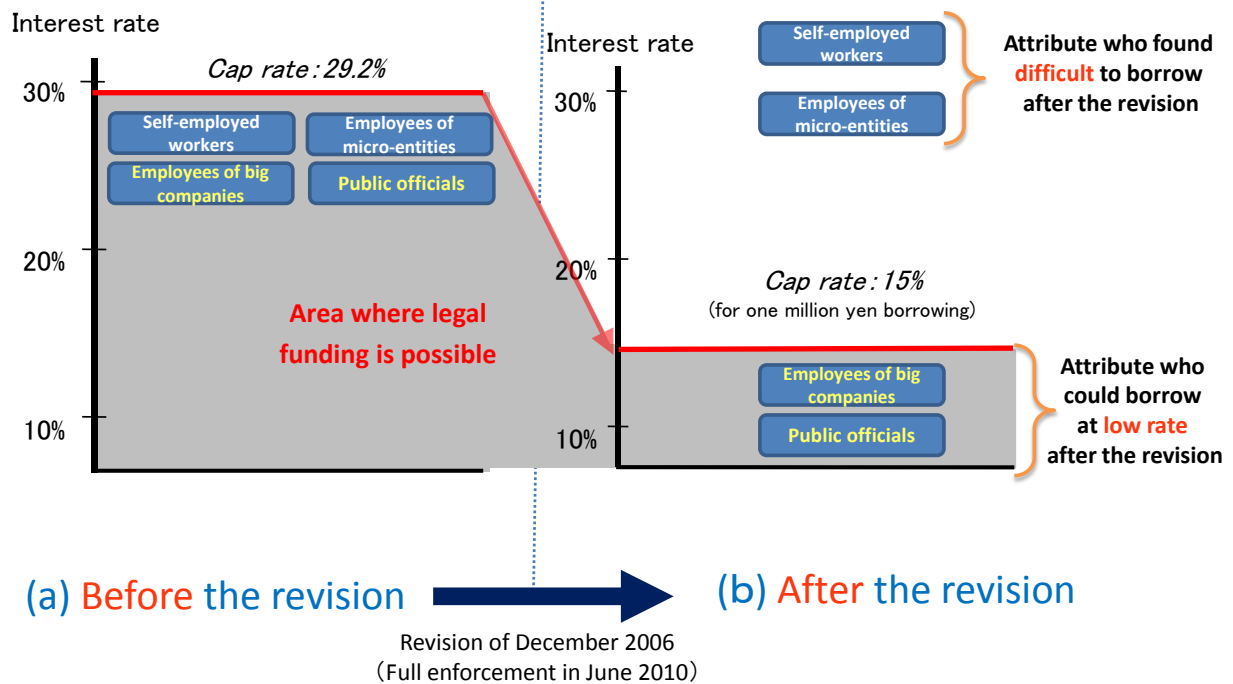 Interest rate
Cap rate：29.2%
30%
Self-employed
workers
Employees of
micro-entities
Employees of big
companies
Public officials
20%
Area where legal
funding is possible
10%
Interest rate
30%
Self-employed
workers
Employees of
micro-entities
Attribute who found
difficult to borrow
after the revision
20%
Cap rate：15%
(for one million yen borrowing)
Employees of big
companies
Public officials
10%
Attribute who
could borrow
at low rate
after the revision
(a) Before the revision
(b) After the revision
Revision of December 2006
（Full enforcement in June 2010）